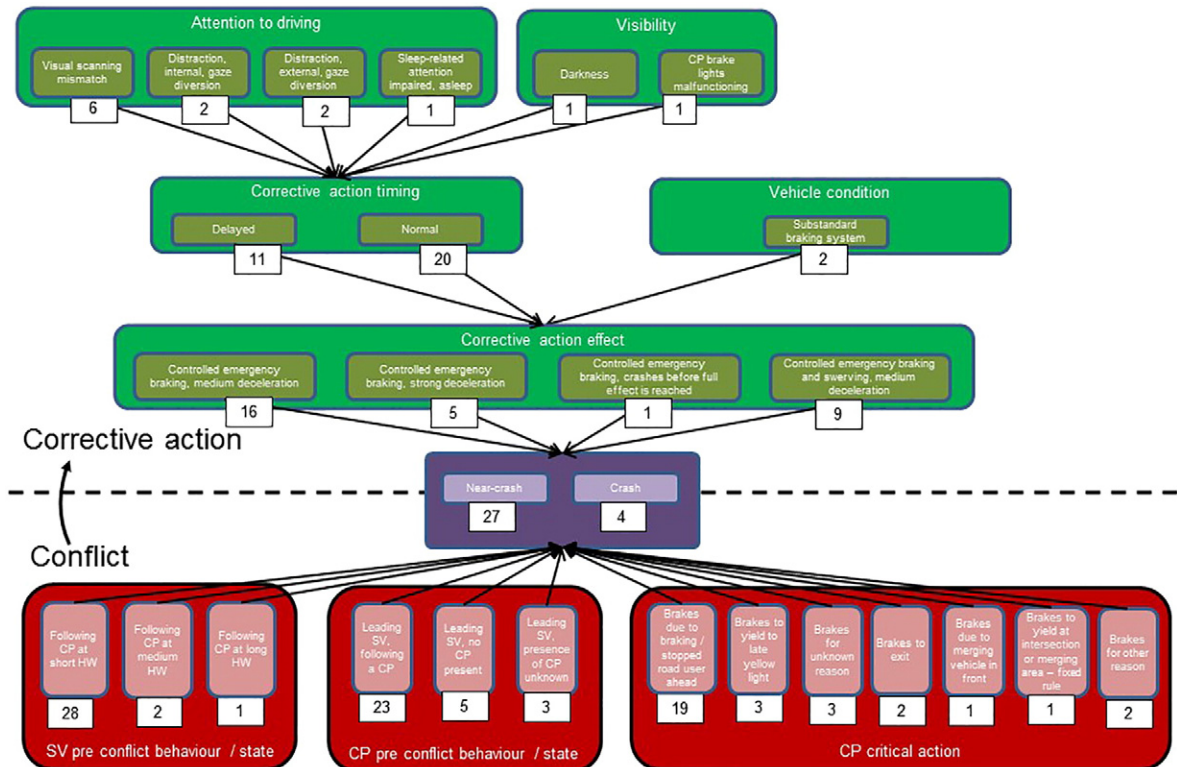 Attention to driving
Visibility
Visual scanning
mismatch
Distraction,
internal, gaze
diversion
Distraction,
external, gaze
diversion
Sleep-related
attention
impaired, asleep
Darkness
CP brake
lights
malfunctioning
6
2
2
1
1
1
Corrective action timing
Vehicle condition
Delayed
Normal
Substandard
braking system
11
20
2
Corrective action effect
Controlled emergency
braking, medium deceleration
Controlled emergency
braking, strong deceleration
Controlled emergency
braking, crashes before full
effect is reached
Controlled emergency braking
and swerving, medium
deceleration
16
5
1
9
Corrective action
Near-crash
Crash
27
4
Conflict
Following
CP at
short HW
Following
CP at
medium
HW
Following
CP at long
HW
Leading
SV,
following
a CP
Leading
SV, no
CP
present
Leading
SV,
presence
of CP
unknown
Brakes
due to
braking /
stopped
road user
ahead
Brakes to
yield to
late
yellow
light
Brakes
for
unknown
reason
Brakes to
exit
Brakes
due to
merging
vehicle in
front
Brakes to
yield at
intersection
or merging
area – fixed
rule
Brakes
for other
reason
28
2
1
23
5
3
19
3
3
2
1
1
2
SV pre conflict behaviour / state
CP pre conflict behaviour / state
CP critical action